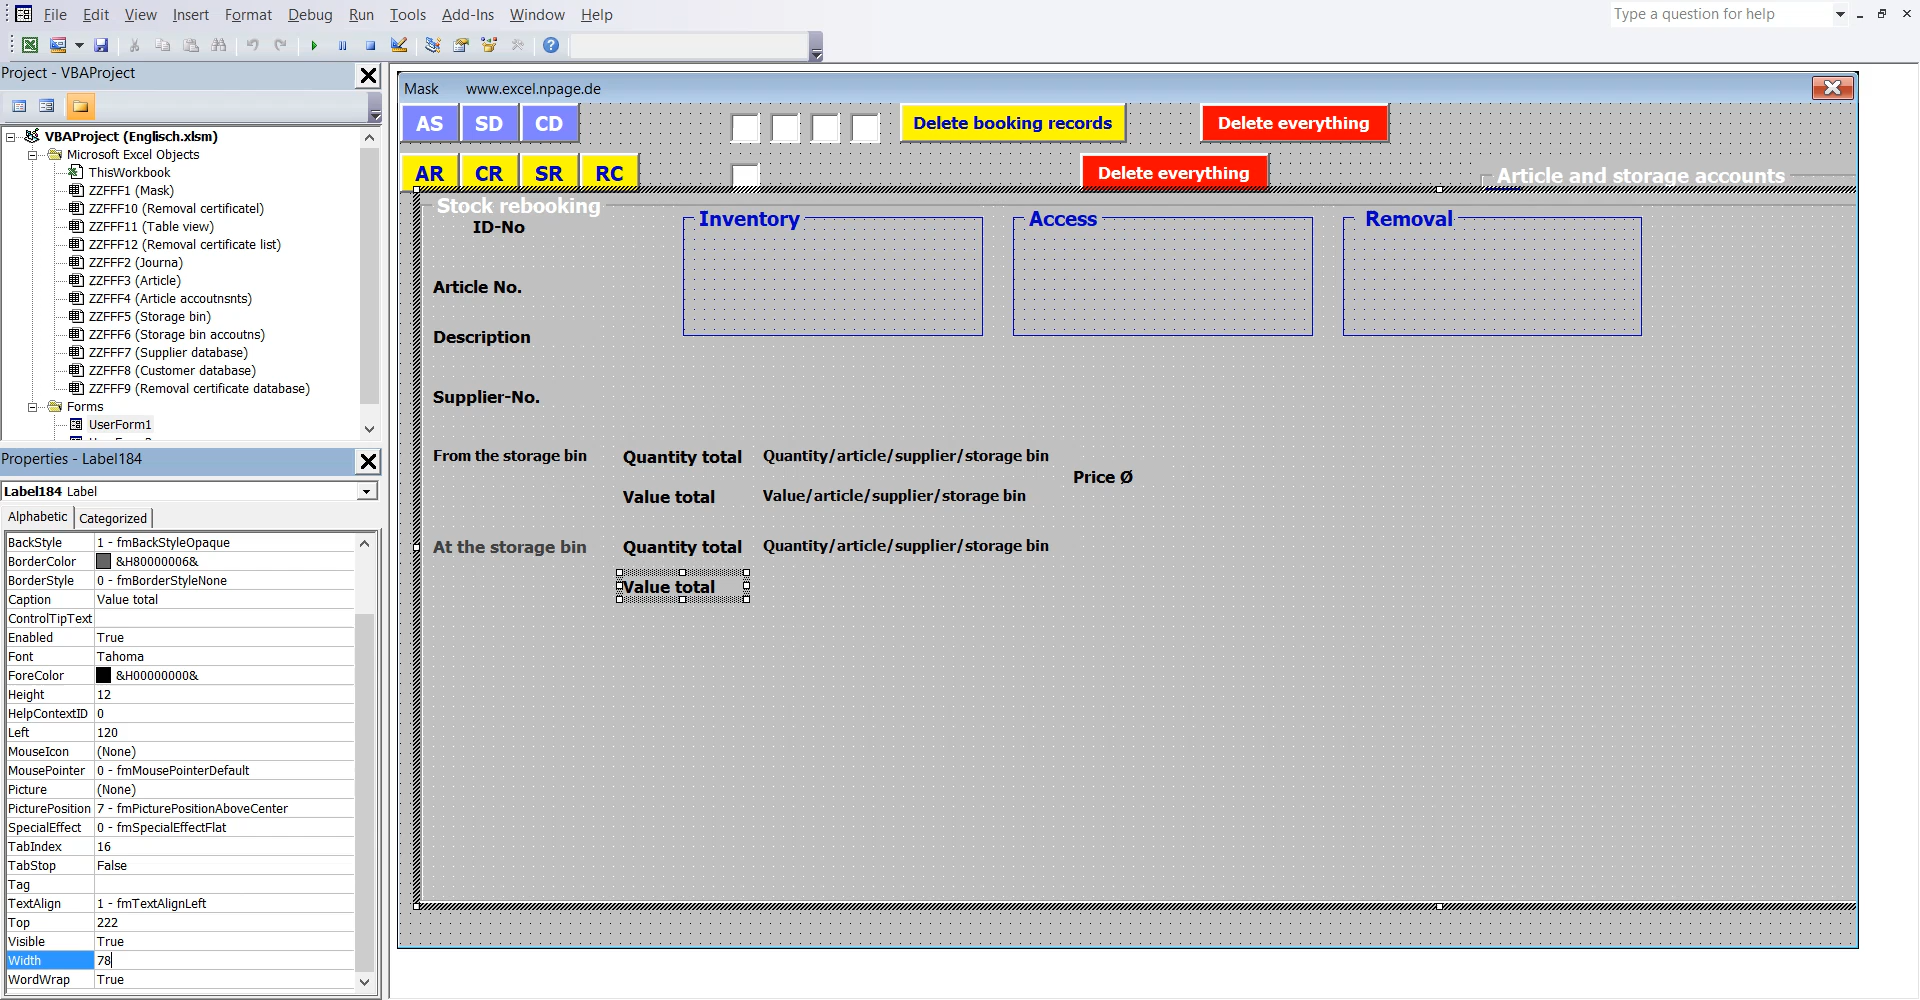 File Edit View Insert Format Debug Run Tools Add-Ins Window Help
Type a question for help
Project - VBAProject
VBAProject (Englisch.xlsm)
Microsoft Excel Objects
ThisWorkbook
ZZFFF1 (Mask)
ZZFFF10 (Removal certificatel)
ZZFFF11 (Table view)
ZZFFF12 (Removal certificate list)
ZZFFF2 (Journa)
ZZFFF3 (Article)
ZZFFF4 (Article accoutnsnts)
ZZFFF5 (Storage bin)
ZZFFF6 (Storage bin accoutns)
ZZFFF7 (Supplier database)
ZZFFF8 (Customer database)
ZZFFF9 (Removal certificate database)
Forms
UserForm1
Properties - Label184
Label184 Label
Alphabetic Categorized
BackStyle 1 - fmBackStyleOpaque
BorderColor &H80000006&
BorderStyle 0 - fmBorderStyleNone
Caption Value total
ControlTipText
Enabled True
Font Tahoma
ForeColor &H00000000&
Height 12
HelpContextID 0
Left 120
MouseIcon (None)
MousePointer 0 - fmMousePointerDefault
Picture (None)
PicturePosition 7 - fmPicturePositionAboveCenter
SpecialEffect 0 - fmSpecialEffectFlat
TabIndex 16
TabStop False
Tag
TextAlign 1 - fmTextAlignLeft
Top 222
Visible True
Width 78
WordWrap True
Mask www.excel.npage.de
AS SD CD Delete booking records Delete everything
AR CR SR RC Delete everything Article and storage accounts
Stock rebooking
ID-No Inventory Access Removal
Article No.
Description
Supplier-No.
From the storage bin Quantity total Quantity/article/supplier/storage bin
Price Ø
Value total Value/article/supplier/storage bin
At the storage bin Quantity total Quantity/article/supplier/storage bin
Value total